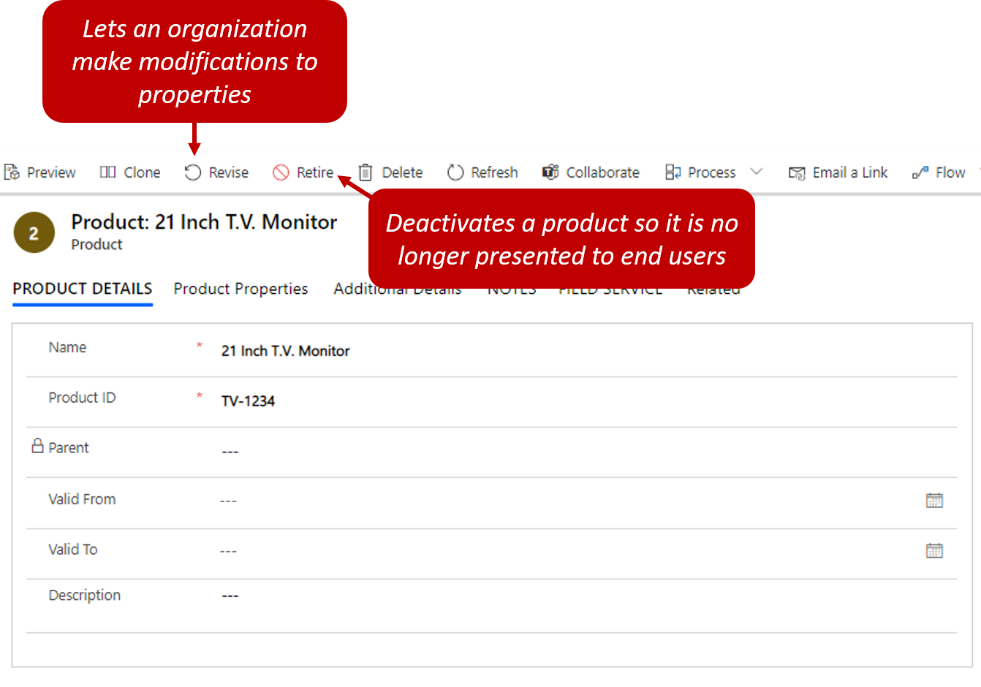 Lets an organization
make modifications to
properties
Preview Clone Revise Retire Delete Refresh Collaborate Process Email a Link Flow
Deactivates a product so it is no
longer presented to end users
2
Product: 21 Inch T.V. Monitor
Product
PRODUCT DETAILS Product Properties Additional Details NOTES FIELD SERVICE Related
Name * 21 Inch T.V. Monitor
Product ID * TV-1234
Parent ---
Valid From ---
Valid To ---
Description ---